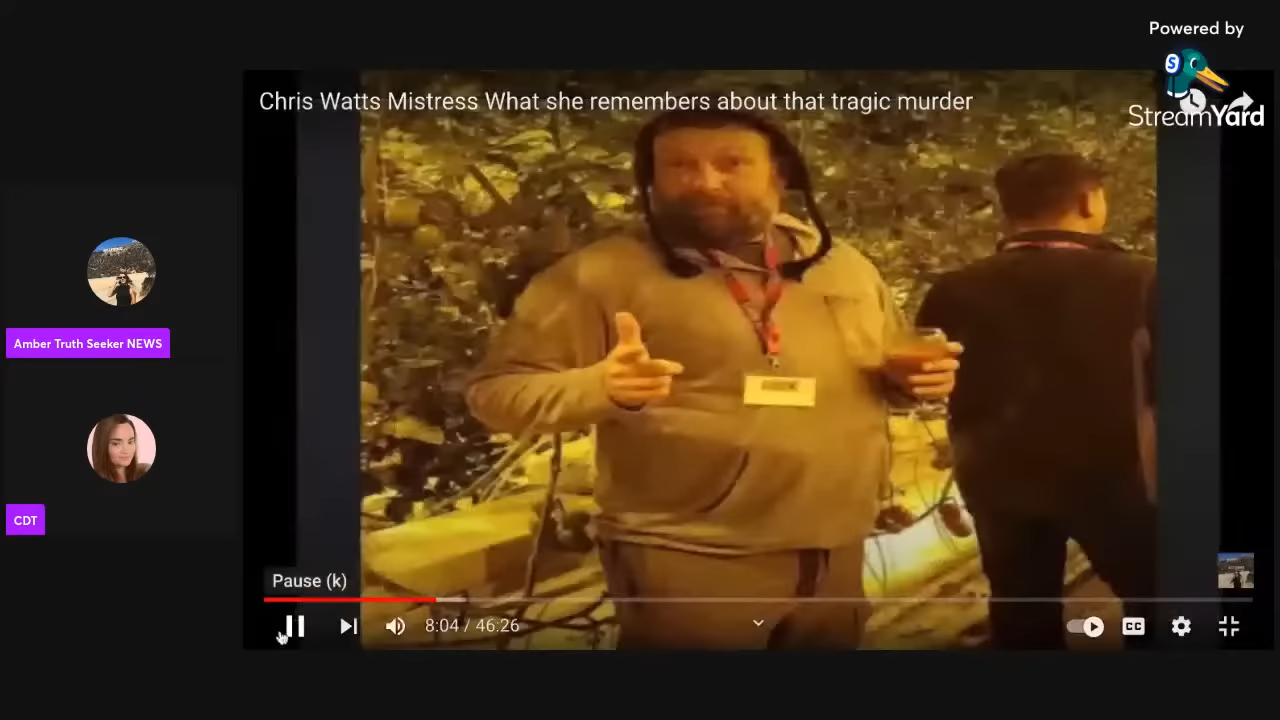 Powered by
StreamYard
Chris Watts Mistress What she remembers about that tragic murder
Amber Truth Seeker NEWS
CDT
Pause (k)
8:04 / 46:26
CC